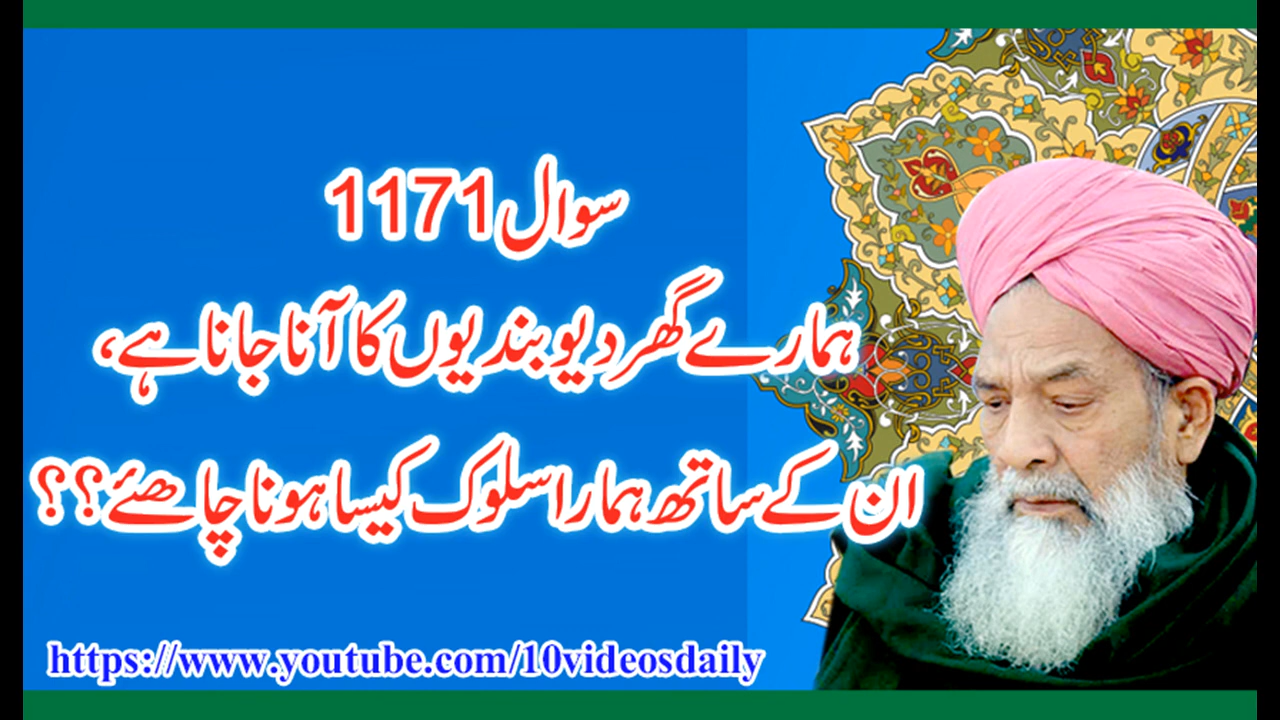 سوال 1171
ہمارے گھر دیوبندیوں کا آنا جانا ہے،
ان کے ساتھ ہمارا سلوک کیسا ہونا چاھئے؟؟
https://www.youtube.com/10videosdaily